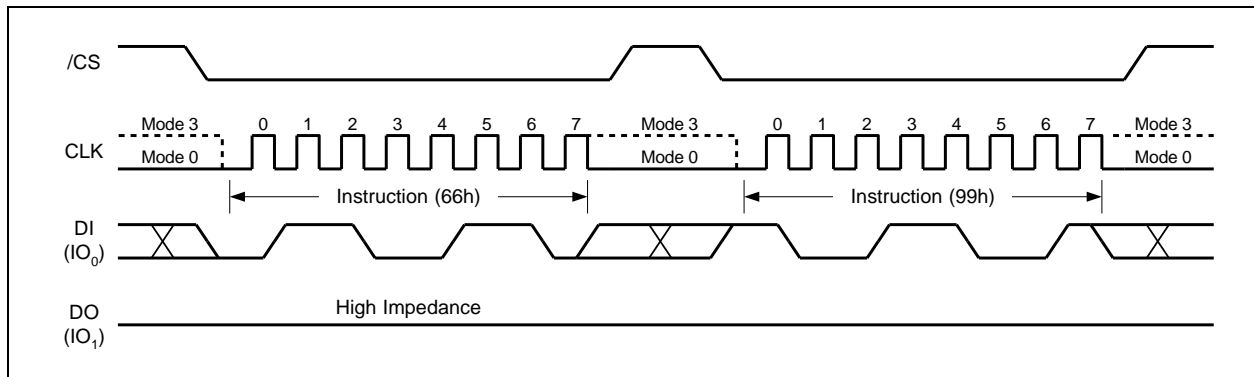 /CS
Mode 3 0 1 2 3 4 5 6 7 Mode 3 0 1 2 3 4 5 6 7 Mode 3
CLK
Mode 0 Mode 0 Mode 0
Instruction (66h) Instruction (99h)
DI
(IO0)
High Impedance
DO
(IO1)